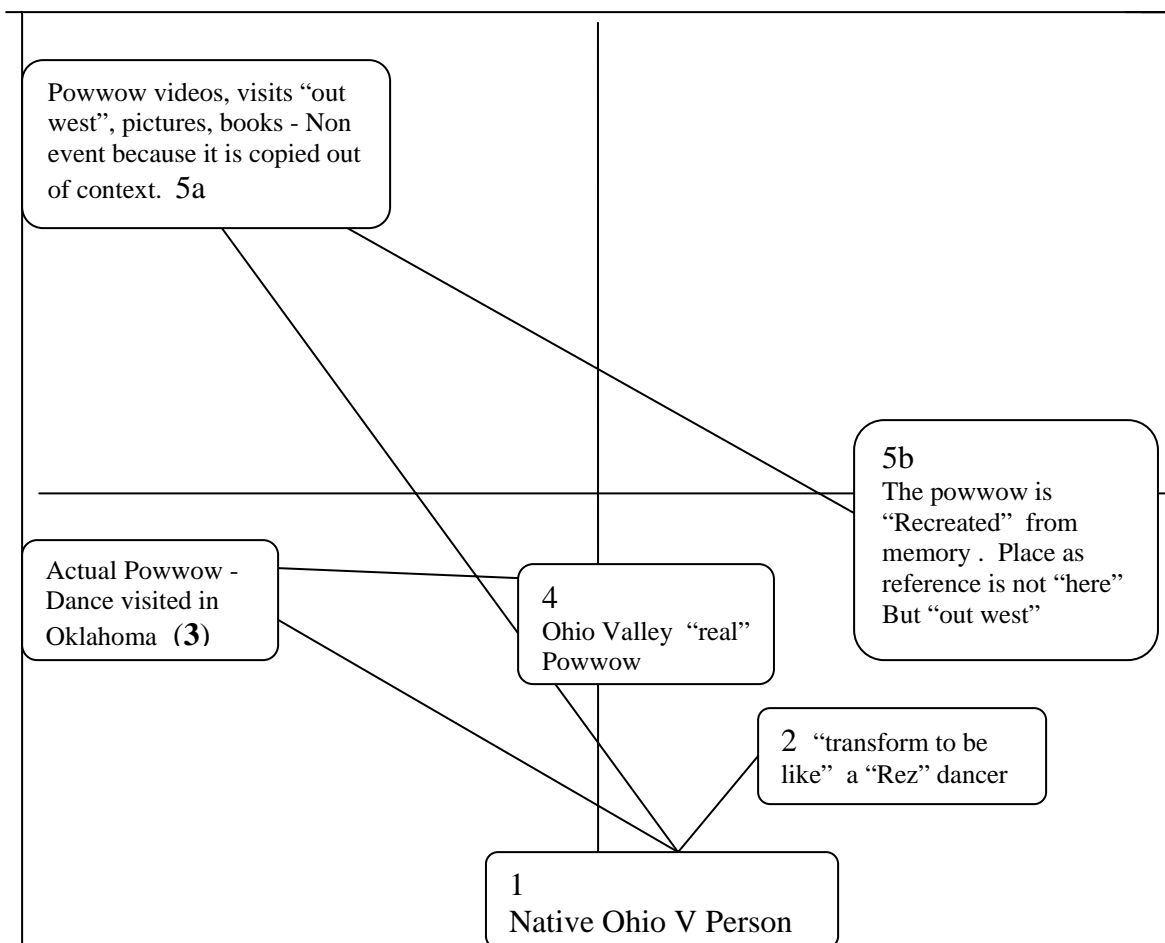 Powwow videos, visits “out
west”, pictures, books - Non
event because it is copied out
of context. 5a
5b
The powwow is
“Recreated” from
memory . Place as
reference is not “here”
But “out west”
Actual Powwow -
Dance visited in
Oklahoma (3)
4
Ohio Valley “real”
Powwow
2 “transform to be
like” a “Rez” dancer
1
Native Ohio V Person